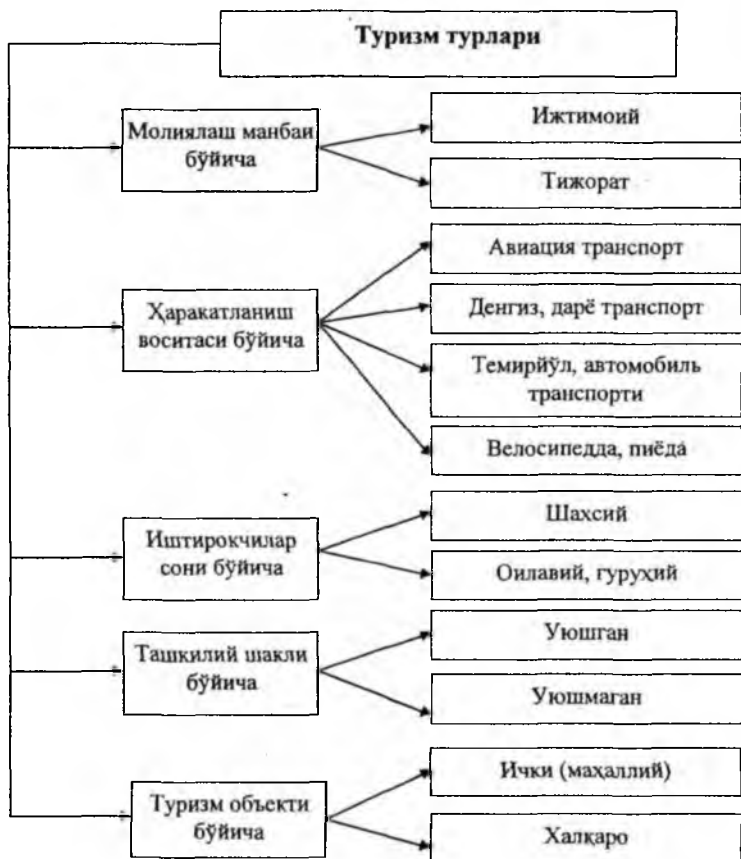 Туризм турлари
Молиялаш манбаи
бўйича
Ижтимоий
Тижорат
Ҳаракатланиш
воситаси бўйича
Авиация транспорт
Денгиз, дарё транспорт
Темирйўл, автомобиль
транспорти
Велосипедда, пиёда
Иштирокчилар
сони бўйича
Шахсий
Оилавий, гуруҳий
Ташкилий шакли
бўйича
Уюшган
Уюшмаган
Туризм объекти
бўйича
Ички (маҳаллий)
Халқаро